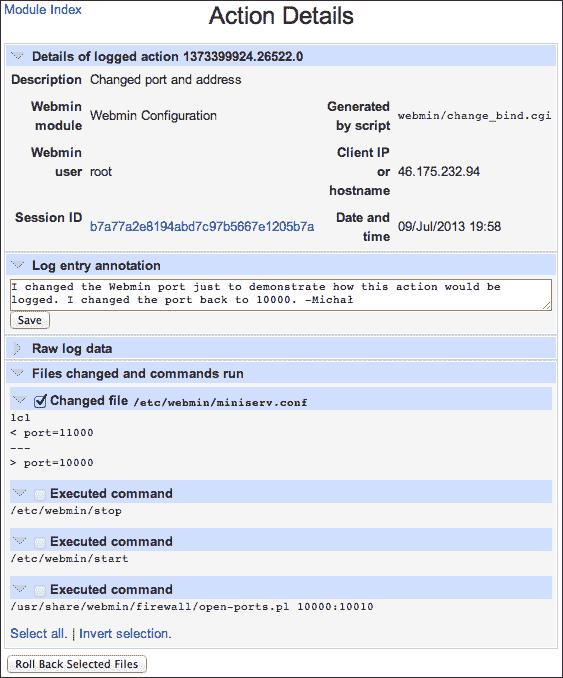 Module Index
Action Details
Details of logged action 1373399924.26522.0
Description Changed port and address
Webmin module Webmin Configuration Generated by script webmin/change_bind.cgi
Webmin user root Client IP or hostname 46.175.232.94
Session ID b7a77a2e8194abd7c97b5667e1205b7a Date and time 09/Jul/2013 19:58
Log entry annotation
I changed the Webmin port just to demonstrate how this action would be
logged. I changed the port back to 10000. -Michał
Save
Raw log data
Files changed and commands run
Changed file /etc/webmin/miniserv.conf
1c1
< port=11000
---
> port=10000
Executed command
/etc/webmin/stop
Executed command
/etc/webmin/start
Executed command
/usr/share/webmin/firewall/open-ports.pl 10000:10010
Select all. | Invert selection.
Roll Back Selected Files